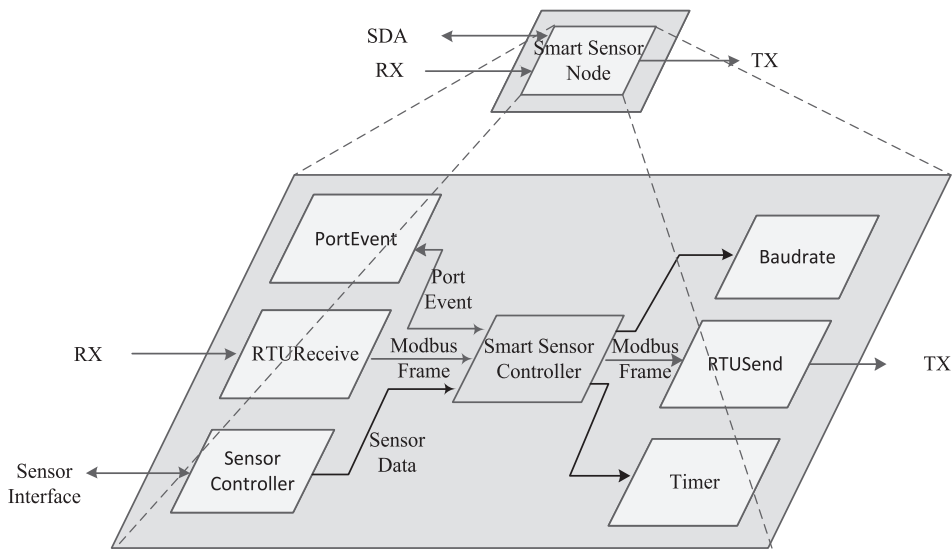 SDA
RX
Smart Sensor
Node
TX
PortEvent
Port
Event
Baudrate
RX
RTUReceive
Modbus
Frame
Smart Sensor
Controller
Modbus
Frame
RTUSend
TX
Sensor
Interface
Sensor
Controller
Sensor
Data
Timer